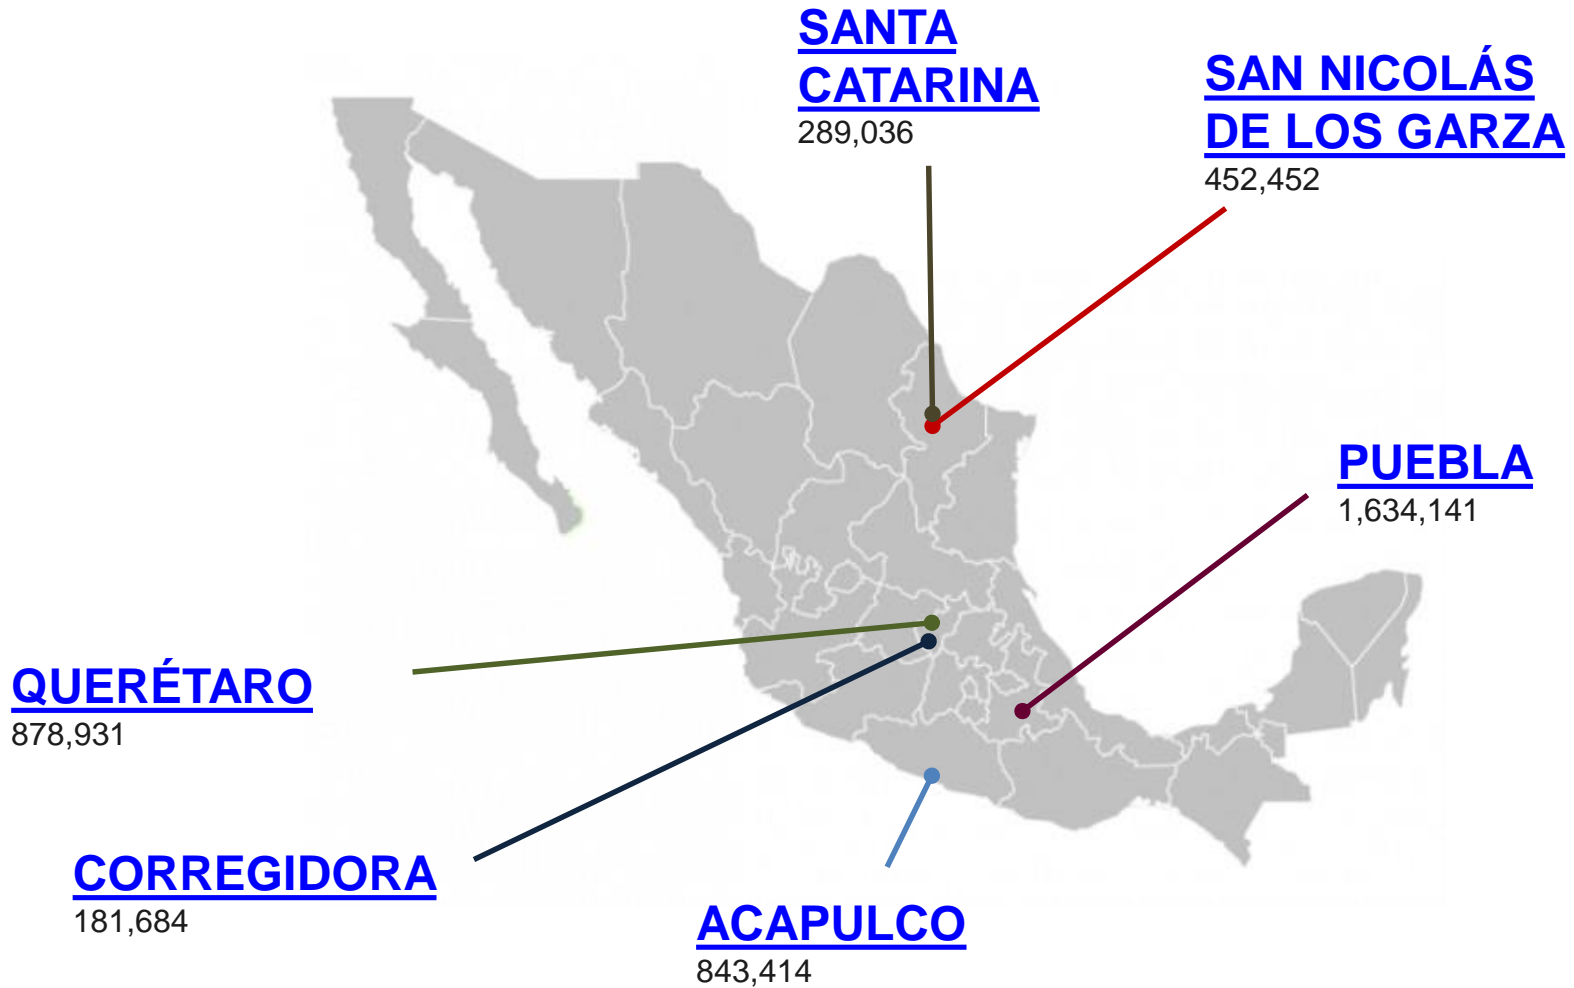 SANTA
CATARINA
289,036
SAN NICOLÁS
DE LOS GARZA
452,452
PUEBLA
1,634,141
QUERÉTARO
878,931
CORREGIDORA
181,684
ACAPULCO
843,414